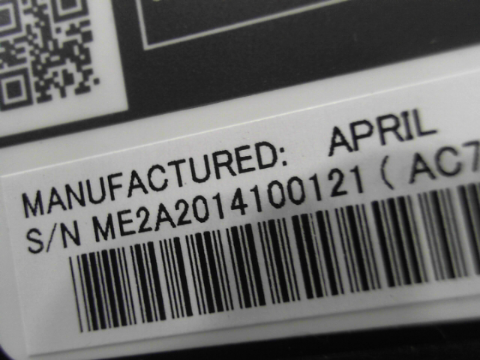 MANUFACTURED: APRIL
S/N ME2A2014100121 ( AC7